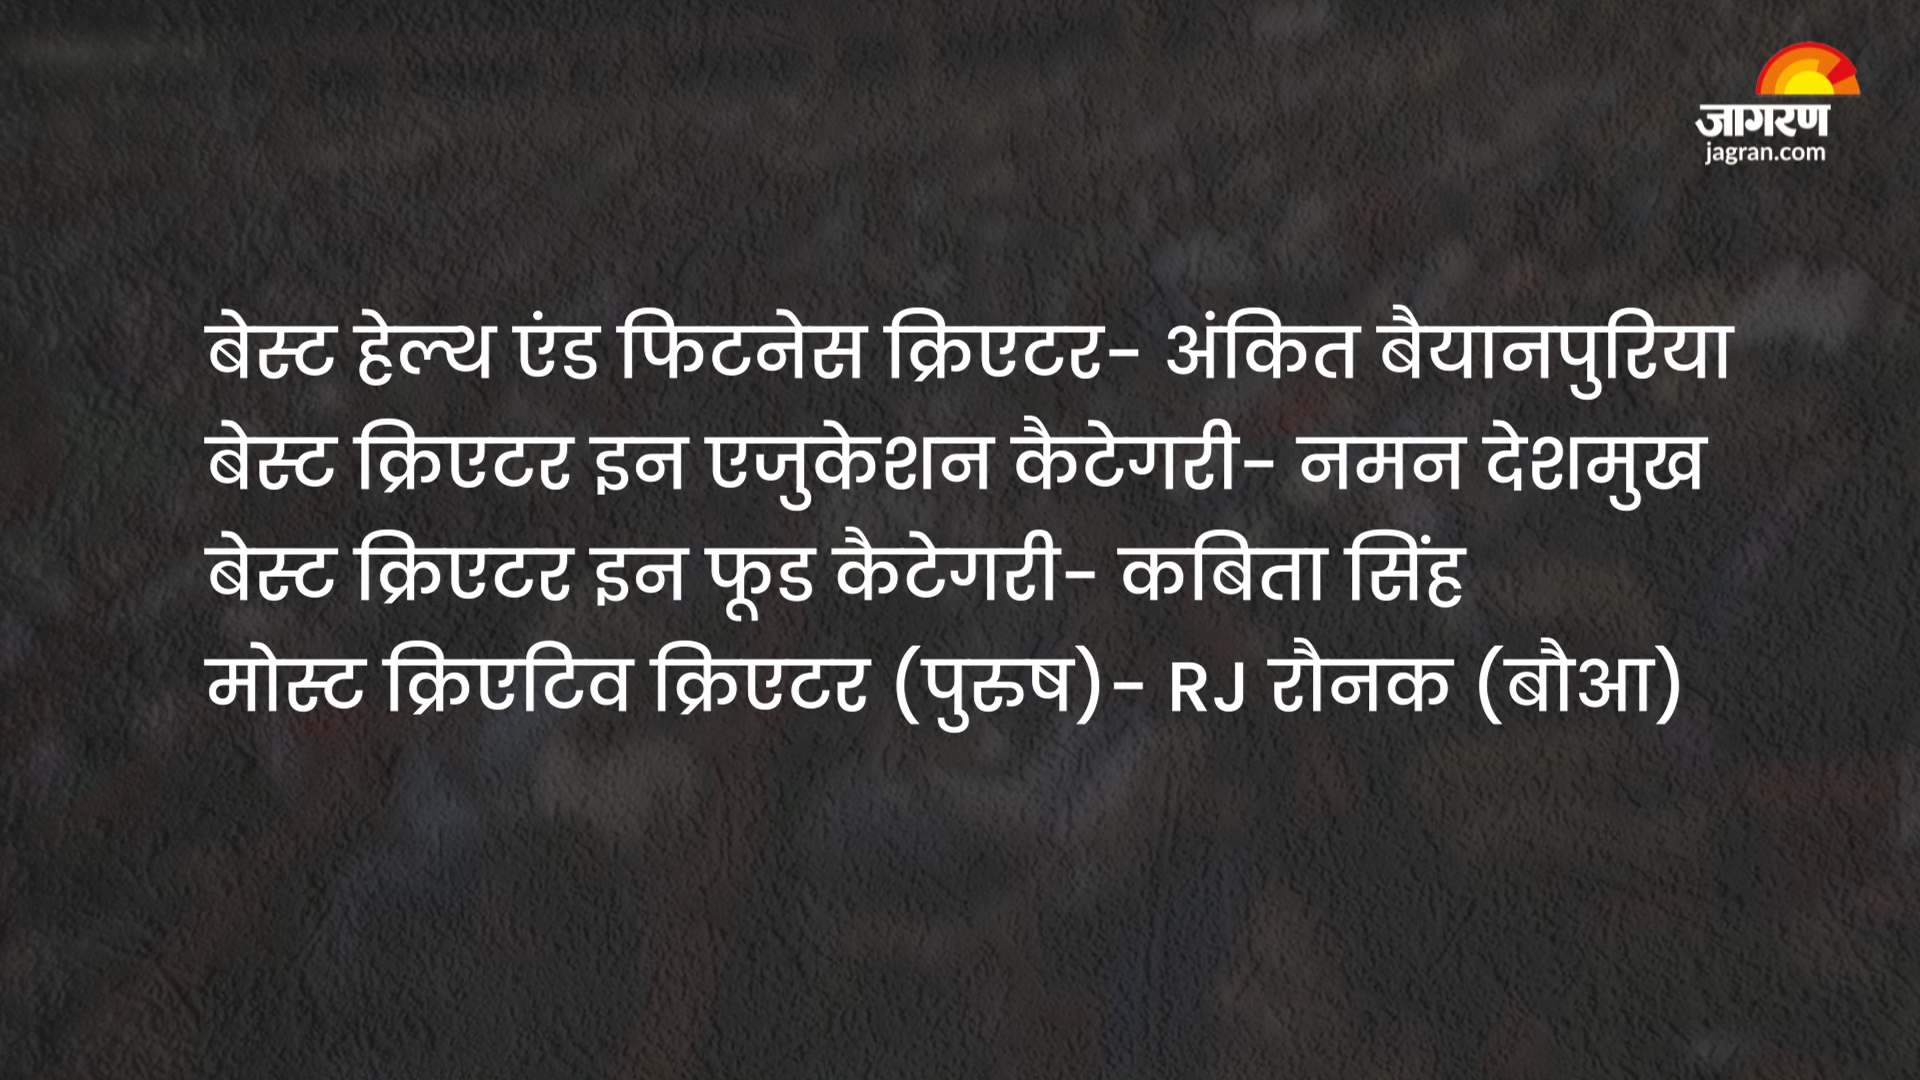 जागरण
jagran.com
बेस्ट हेल्थ एंड फिटनेस क्रिएटर- अंकित बैयानपुरिया
बेस्ट क्रिएटर इन एजुकेशन कैटेगरी- नमन देशमुख
बेस्ट क्रिएटर इन फूड कैटेगरी- कबिता सिंह
मोस्ट क्रिएटिव क्रिएटर (पुरुष)- RJ रौनक (बौआ)